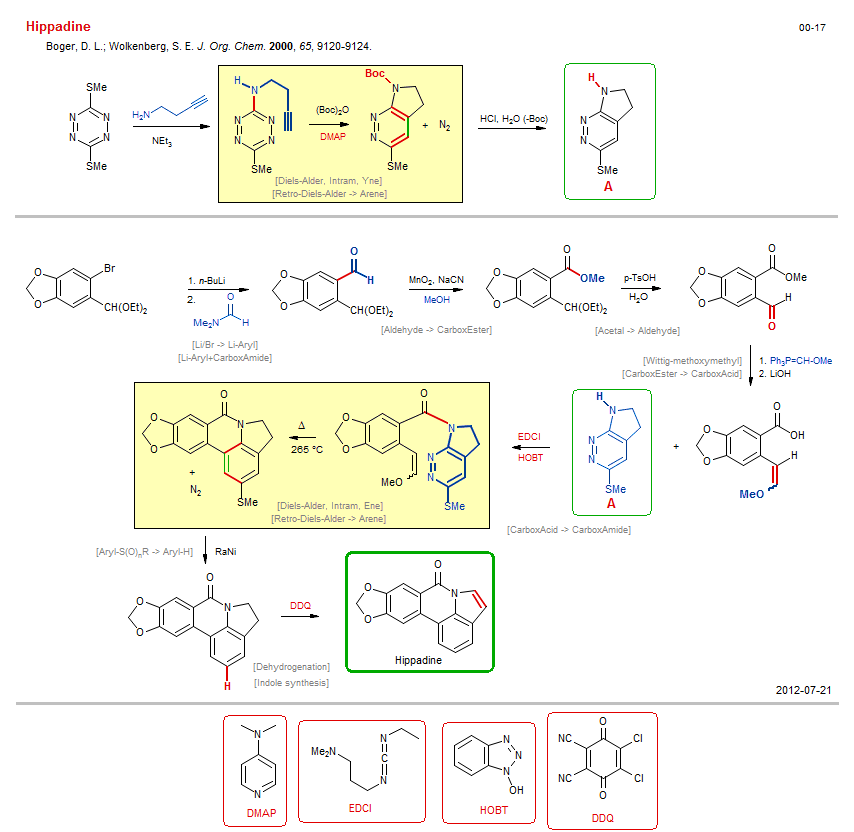 Hippadine
00-17
Boger, D. L.; Wolkenberg, S. E. J. Org. Chem. 2000, 65, 9120-9124.
SMe
N N
N N
SMe
H2N
NEt3
H
N
N N
N N
SMe
(Boc)2O
DMAP
Boc
N
N
N
SMe
+ N2
[Diels-Alder, Intram, Yne]
[Retro-Diels-Alder -> Arene]
HCl, H2O (-Boc)
H
N
N
N
SMe
A
O
O
Br
CH(OEt)2
1. n-BuLi
2.
O
Me2N H
[Li/Br -> Li-Aryl]
[Li-Aryl+CarboxAmide]
O
H
O
O
CH(OEt)2
MnO2, NaCN
MeOH
[Aldehyde -> CarboxEster]
O
OMe
O
O
CH(OEt)2
p-TsOH
H2O
[Acetal -> Aldehyde]
O
OMe
O
O
H
O
[Wittig-methoxymethyl]
[CarboxEster -> CarboxAcid]
1. Ph3P=CH-OMe
2. LiOH
O
OH
O
O
H
MeO
+
H
N
N
N
SMe
A
EDCI
HOBT
[CarboxAcid -> CarboxAmide]
O
O
O
N
N
N
MeO
SMe
Δ
265 °C
O
O
O
N
+
N2
SMe
[Diels-Alder, Intram, Ene]
[Retro-Diels-Alder -> Arene]
[Aryl-S(O)nR -> Aryl-H]
RaNi
O
O
O
N
H
DDQ
[Dehydrogenation]
[Indole synthesis]
O
O
O
N
Hippadine
2012-07-21
N
N
DMAP
Me2N
N
C
N
EDCI
N
N
N
OH
HOBT
O
NC Cl
NC Cl
O
DDQ